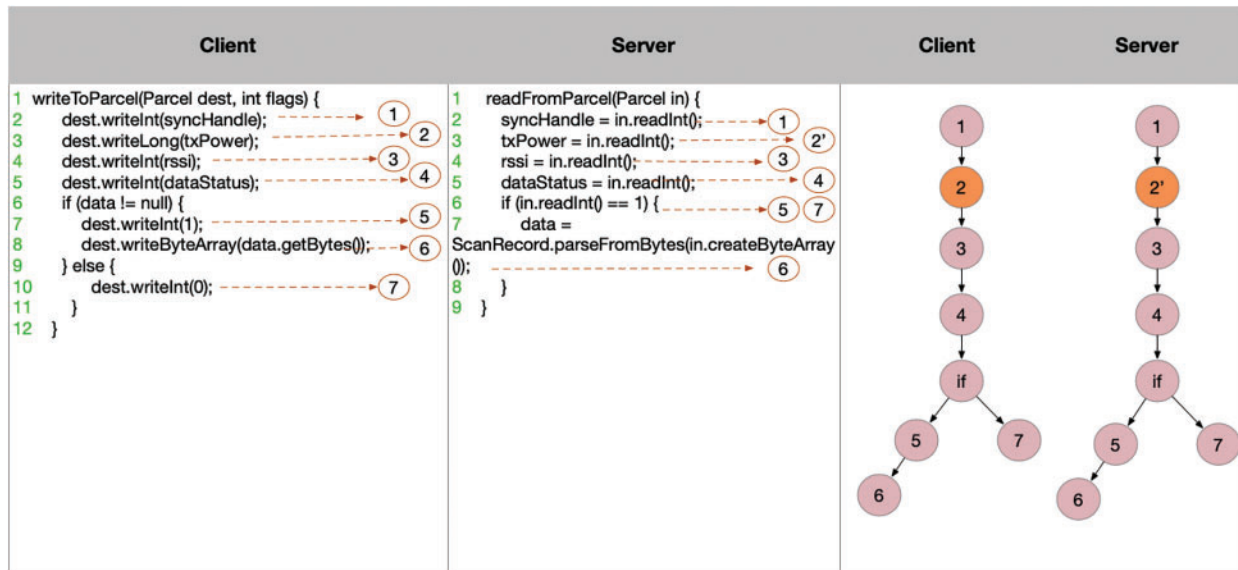 Client
Server
Client
Server
1 writeToParcel(Parcel dest, int flags) {
2 dest.writeInt(syncHandle); 1
3 dest.writeLong(txPower); 2
4 dest.writeInt(rssi); 3
5 dest.writeInt(dataStatus); 4
6 if (data != null) {
7 dest.writeInt(1); 5
8 dest.writeByteArray(data.getBytes()); 6
9 } else {
10 dest.writeInt(0); 7
11 }
12 }
1 readFromParcel(Parcel in) {
2 syncHandle = in.readInt(); 1
3 txPower = in.readInt(); 2'
4 rssi = in.readInt(); 3
5 dataStatus = in.readInt(); 4
6 if (in.readInt() == 1) { 5 7
7 data =
ScanRecord.parseFromBytes(in.createByteArray
()); 6
8 }
9 }
1
2
3
4
if
5 7
6
1
2'
3
4
if
5 7
6